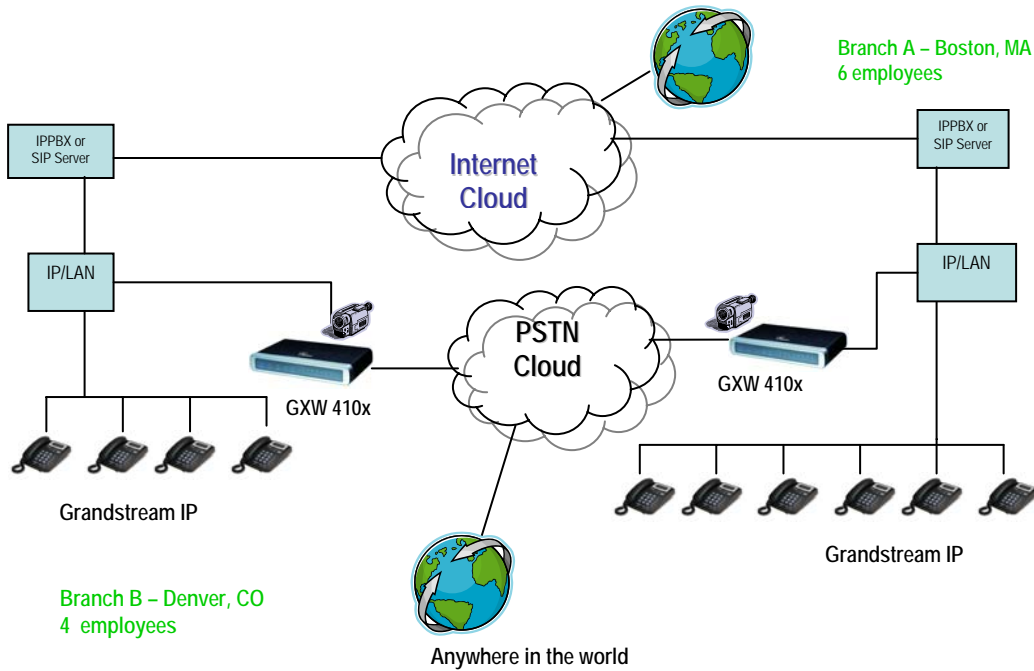 Branch A – Boston, MA
6 employees
IPPBX or
SIP Server
IPPBX or
SIP Server
Internet
Cloud
IP/LAN
IP/LAN
PSTN
Cloud
GXW 410x
GXW 410x
Grandstream IP
Grandstream IP
Branch B – Denver, CO
4 employees
Anywhere in the world